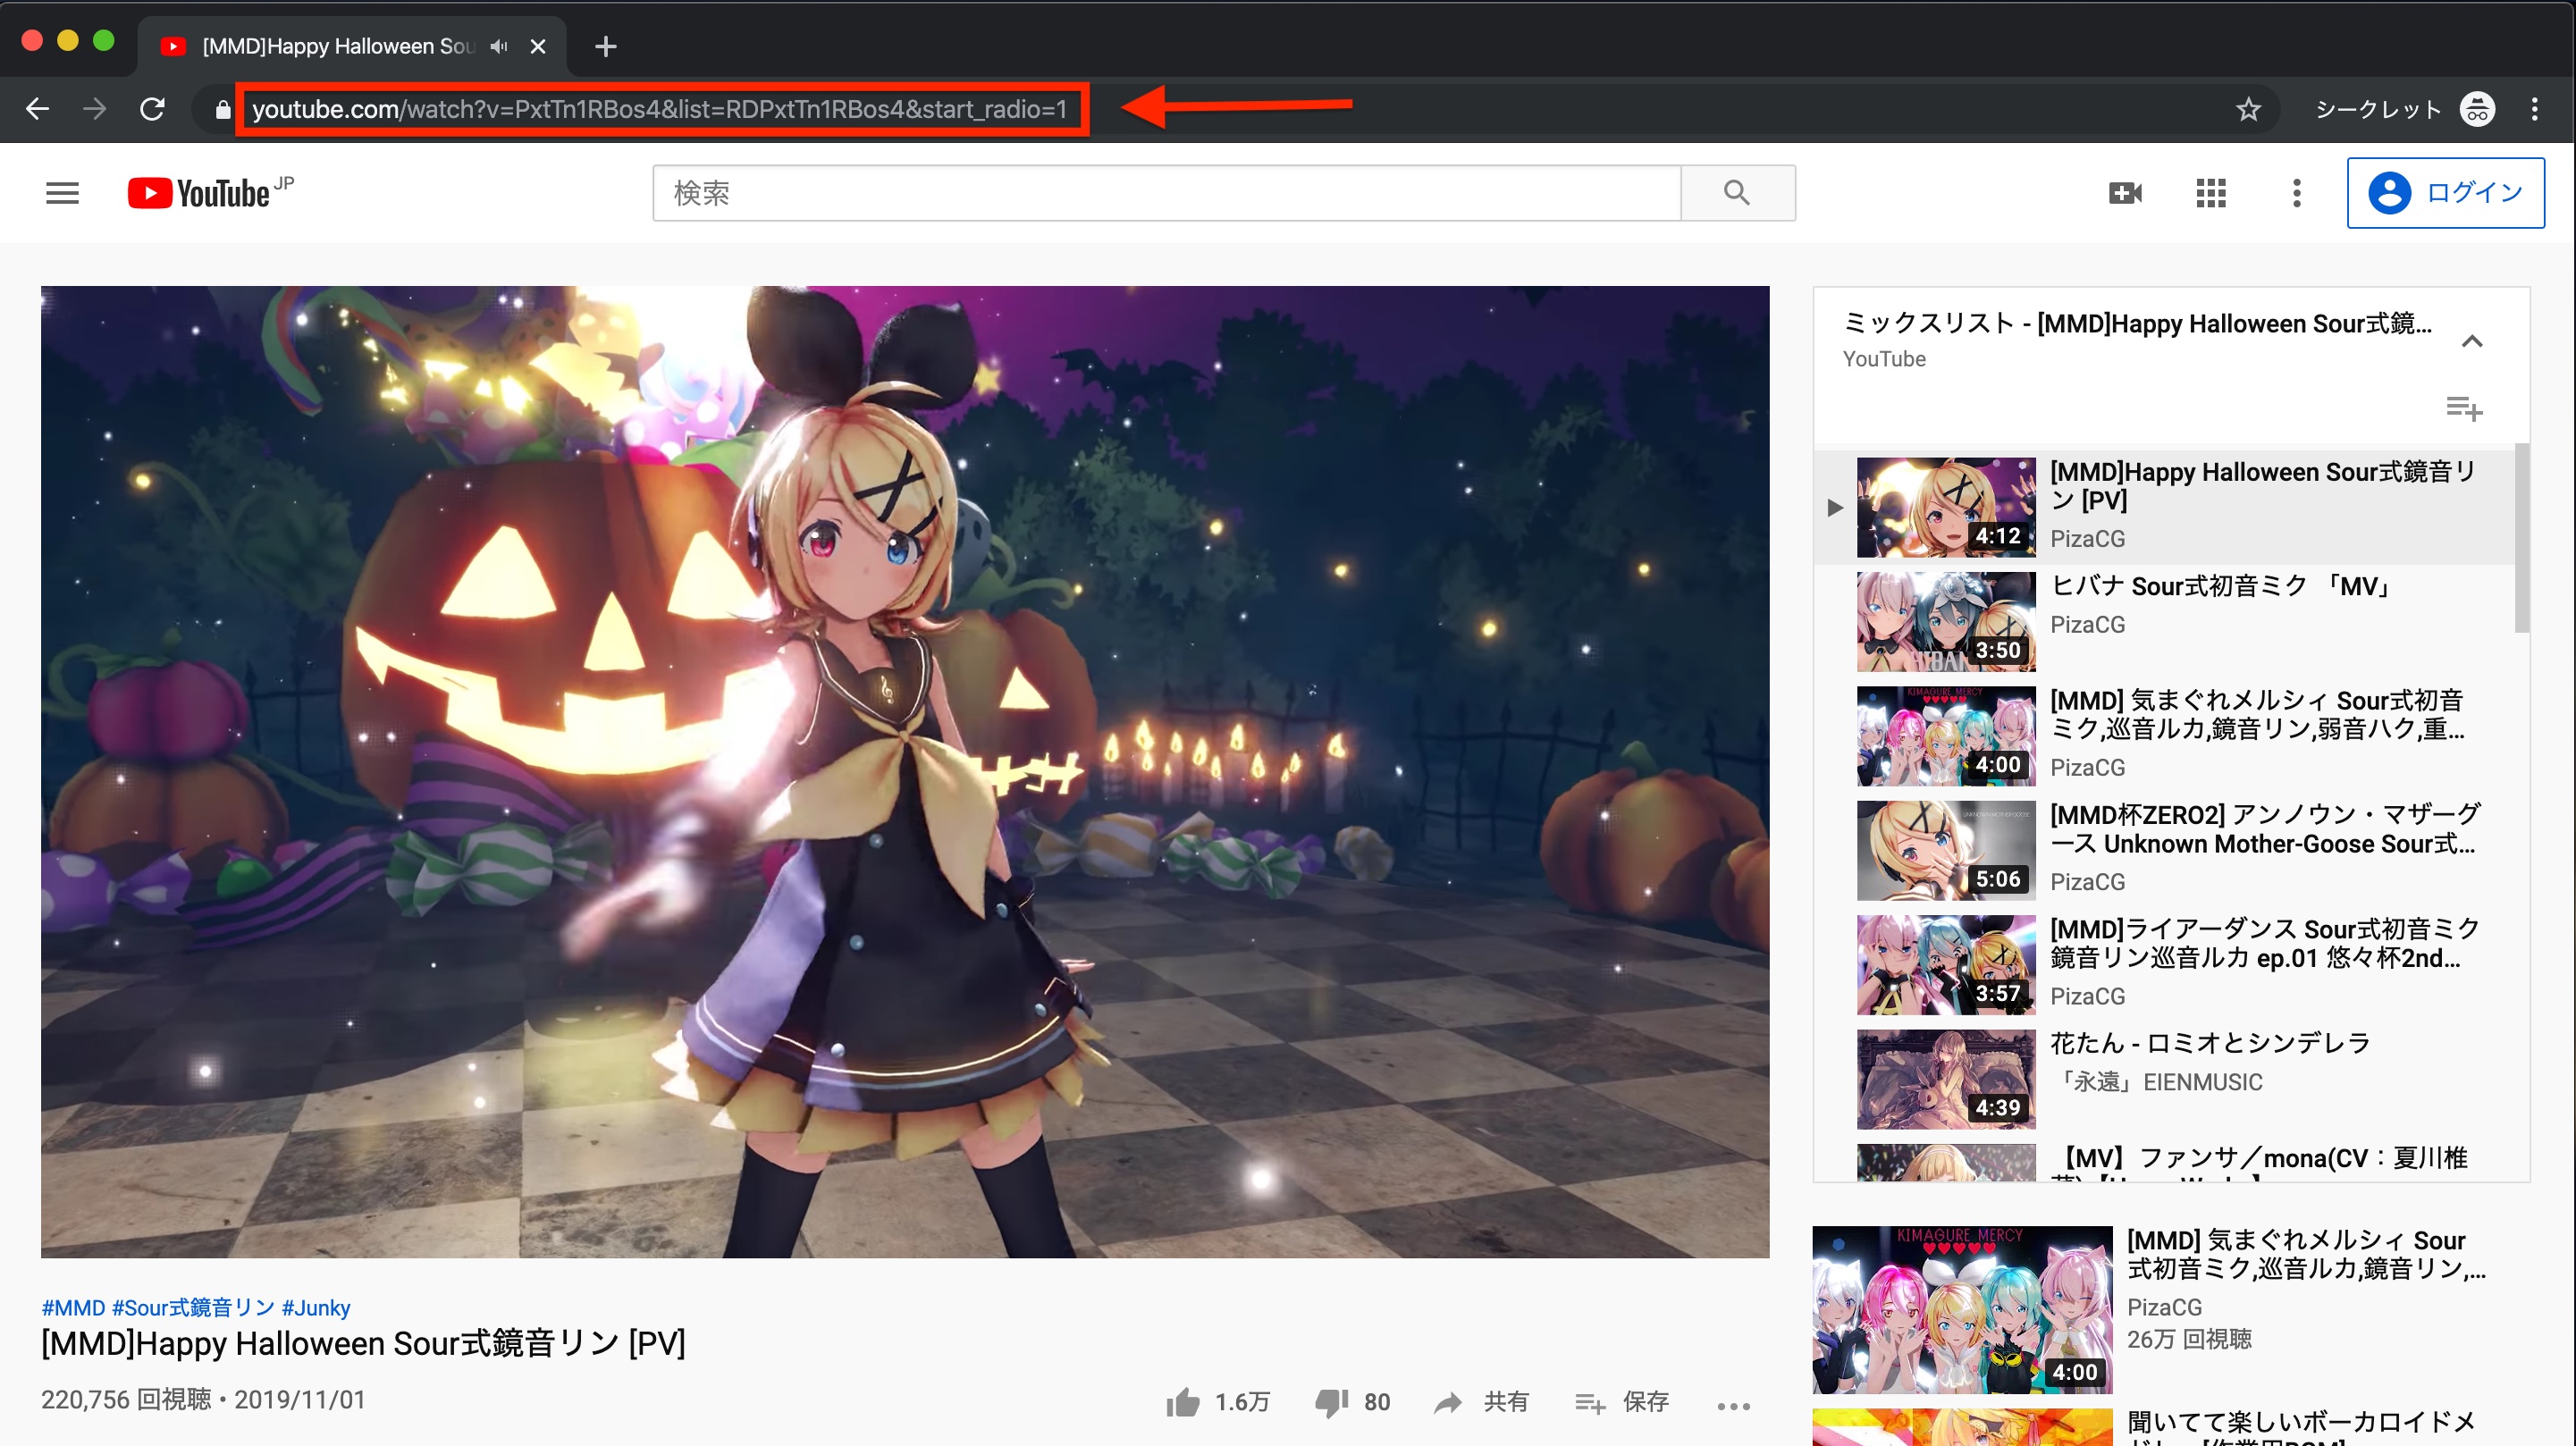 [MMD]Happy Halloween Sou
youtube.com/watch?v=PxtTn1RBos4&list=RDPxtTn1RBos4&start_radio=1
シークレット
YouTube JP
検索
ログイン
ミックスリスト - [MMD]Happy Halloween Sour式鏡...
YouTube
[MMD]Happy Halloween Sour式鏡音リ
ン [PV]
PizaCG
4:12
ヒバナ Sour式初音ミク 「MV」
PizaCG
3:50
KIMAGURE MERCY
[MMD] 気まぐれメルシィ Sour式初音
ミク,巡音ルカ,鏡音リン,弱音ハク,重...
PizaCG
4:00
UNKNOWN MOTHER GOOSE
[MMD杯ZERO2] アンノウン・マザーグ
ース Unknown Mother-Goose Sour式...
PizaCG
5:06
[MMD]ライアーダンス Sour式初音ミク
鏡音リン巡音ルカ ep.01 悠々杯2nd...
PizaCG
3:57
花たん - ロミオとシンデレラ
「永遠」EIENMUSIC
4:39
【MV】ファンサ／mona(CV：夏川椎
#MMD #Sour式鏡音リン #Junky
[MMD]Happy Halloween Sour式鏡音リン [PV]
220,756 回視聴 • 2019/11/01
1.6万
80
共有
保存
KIMAGURE MERCY
[MMD] 気まぐれメルシィ Sour
式初音ミク,巡音ルカ,鏡音リン,...
PizaCG
26万 回視聴
4:00
聞いてて楽しいボーカロイドメ